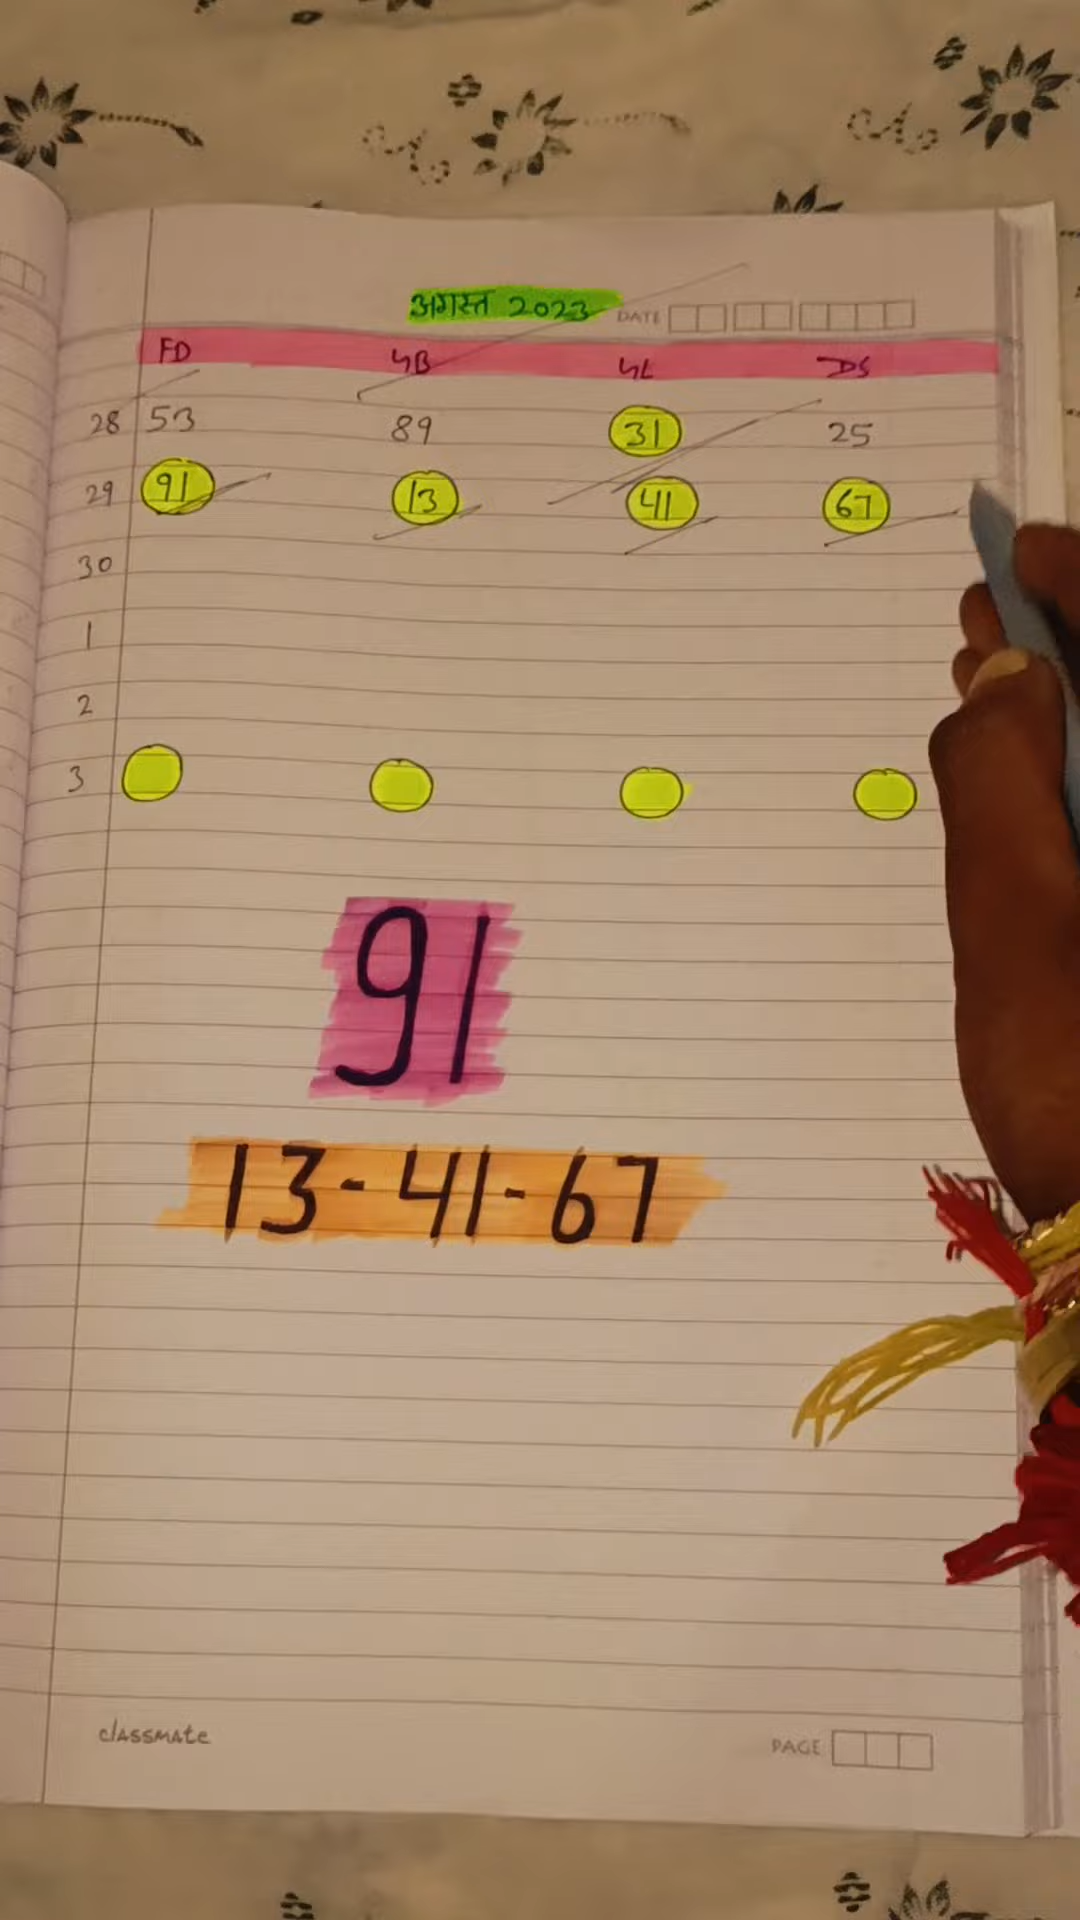 अगस्त 2023 DATE
FD GB GL DS
28 53 89 31 25
29 91 13 41 67
30
1
2
3
91
13-41-67
classmate PAGE